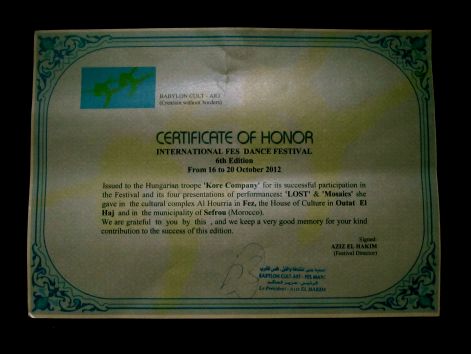 BABYLON CULT - ART
(Creation without borders)
CERTIFICATE OF HONOR
INTERNATIONAL FES DANCE FESTIVAL
6th Edition
From 16 to 20 October 2012
Issued to the Hungarian troope 'Kore Company' for its successful participation in
the Festival and its four presentations of performances: 'LOST' & 'Mosaics' she
gave in the cultural complex Al Hourria in Fez, the House of Culture in Outat El
Haj and in the municipality of Sefrou (Morocco).
We are grateful to you by this , and we keep a very good memory for your kind
contribution to the success of this edition.
Signed:
AZIZ EL HAKIM
(Festival Director)
BABYLON CULT-ART - FES MAROC
Le Président - Aziz EL HAKIM